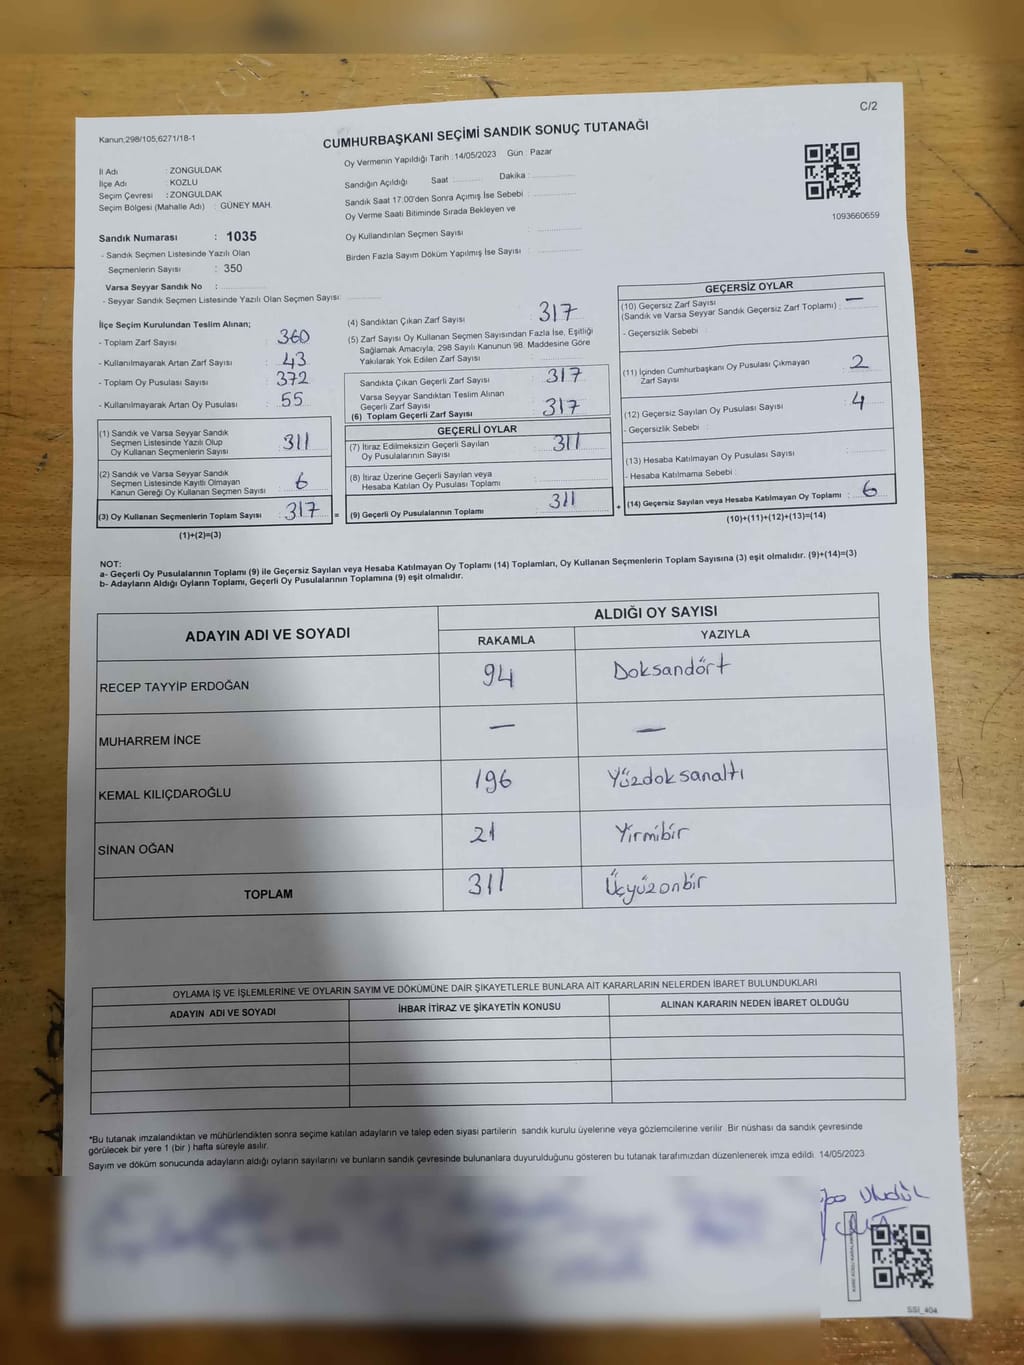 C/2
Kanun;298/105;6271/18-1
CUMHURBAŞKANI SEÇİMİ SANDIK SONUÇ TUTANAĞI
Oy Vermenin Yapıldığı Tarih : 14/05/2023 Gün : Pazar
İl Adı : ZONGULDAK
İlçe Adı : KOZLU
Seçim Çevresi : ZONGULDAK
Seçim Bölgesi (Mahalle Adı) : GÜNEY MAH.
Sandığın Açıldığı Saat : Dakika :
Sandık Saat 17:00'den Sonra Açımış İse Sebebi :
Oy Verme Saati Bitiminde Sırada Bekleyen ve
Oy Kullandırılan Seçmen Sayısı :
Birden Fazla Sayım Döküm Yapılmış İse Sayısı :
1093660659
Sandık Numarası : 1035
- Sandık Seçmen Listesinde Yazılı Olan
Seçmenlerin Sayısı : 350
Varsa Seyyar Sandık No :
- Seyyar Sandık Seçmen Listesinde Yazılı Olan Seçmen Sayısı:
İlçe Seçim Kurulundan Teslim Alınan;
- Toplam Zarf Sayısı : 360
- Kullanılmayarak Artan Zarf Sayısı : 43
- Toplam Oy Pusulası Sayısı : 372
- Kullanılmayarak Artan Oy Pusulası : 55
(1) Sandık ve Varsa Seyyar Sandık
Seçmen Listesinde Yazılı Olup
Oy Kullanan Seçmenlerin Sayısı : 311
(2) Sandık ve Varsa Seyyar Sandık
Seçmen Listesinde Kayıtlı Olmayan
Kanun Gereği Oy Kullanan Seçmen Sayısı : 6
(3) Oy Kullanan Seçmenlerin Toplam Sayısı : 317 =
(1)+(2)=(3)
(4) Sandıktan Çıkan Zarf Sayısı : 317
(5) Zarf Sayısı Oy Kullanan Seçmen Sayısından Fazla İse, Eşitliği
Sağlamak Amacıyla; 298 Sayılı Kanunun 98. Maddesine Göre
Yakılarak Yok Edilen Zarf Sayısı :
Sandıkta Çıkan Geçerli Zarf Sayısı : 317
Varsa Seyyar Sandıktan Teslim Alınan
Geçerli Zarf Sayısı :
(6) Toplam Geçerli Zarf Sayısı : 317
GEÇERLİ OYLAR
(7) İtiraz Edilmeksizin Geçerli Sayılan
Oy Pusulalarının Sayısı : 311
(8) İtiraz Üzerine Geçerli Sayılan veya
Hesaba Katılan Oy Pusulası Toplamı :
(9) Geçerli Oy Pusulalarının Toplamı : 311 +
GEÇERSİZ OYLAR
(10) Geçersiz Zarf Sayısı
(Sandık ve Varsa Seyyar Sandık Geçersiz Zarf Toplamı) : —
- Geçersizlik Sebebi :
(11) İçinden Cumhurbaşkanı Oy Pusulası Çıkmayan
Zarf Sayısı : 2
(12) Geçersiz Sayılan Oy Pusulası Sayısı : 4
- Geçersizlik Sebebi :
(13) Hesaba Katılmayan Oy Pusulası Sayısı :
- Hesaba Katılmama Sebebi :
(14) Geçersiz Sayılan veya Hesaba Katılmayan Oy Toplamı : 6
(10)+(11)+(12)+(13)=(14)
NOT:
a- Geçerli Oy Pusulalarının Toplamı (9) ile Geçersiz Sayılan veya Hesaba Katılmayan Oy Toplamı (14) Toplamları, Oy Kullanan Seçmenlerin Toplam Sayısına (3) eşit olmalıdır. (9)+(14)=(3)
b- Adayların Aldığı Oyların Toplamı, Geçerli Oy Pusulalarının Toplamına (9) eşit olmalıdır.
ADAYIN ADI VE SOYADI ALDIĞI OY SAYISI
RAKAMLA YAZIYLA
RECEP TAYYİP ERDOĞAN 94 Doksandört
MUHARREM İNCE — —
KEMAL KILIÇDAROĞLU 196 Yüzdoksanaltı
SİNAN OĞAN 21 Yirmibir
TOPLAM 311 Üçyüzonbir
OYLAMA İŞ VE İŞLEMLERİNE VE OYLARIN SAYIM VE DÖKÜMÜNE DAİR ŞİKAYETLERLE BUNLARA AİT KARARLARIN NELERDEN İBARET BULUNDUKLARI
ADAYIN ADI VE SOYADI İHBAR İTİRAZ VE ŞİKAYETİN KONUSU ALINAN KARARIN NEDEN İBARET OLDUĞU
*Bu tutanak imzalandıktan ve mühürlendikten sonra seçime katılan adayların ve talep eden siyasi partilerin sandık kurulu üyelerine veya gözlemcilerine verilir. Bir nüshası da sandık çevresinde
görülecek bir yere 1 (bir ) hafta süreyle asılır.
Sayım ve döküm sonucunda adayların aldığı oyların sayılarını ve bunların sandık çevresinde bulunanlara duyurulduğunu gösteren bu tutanak tarafımızdan düzenlenerek imza edildi. 14/05/2023
SSI_404